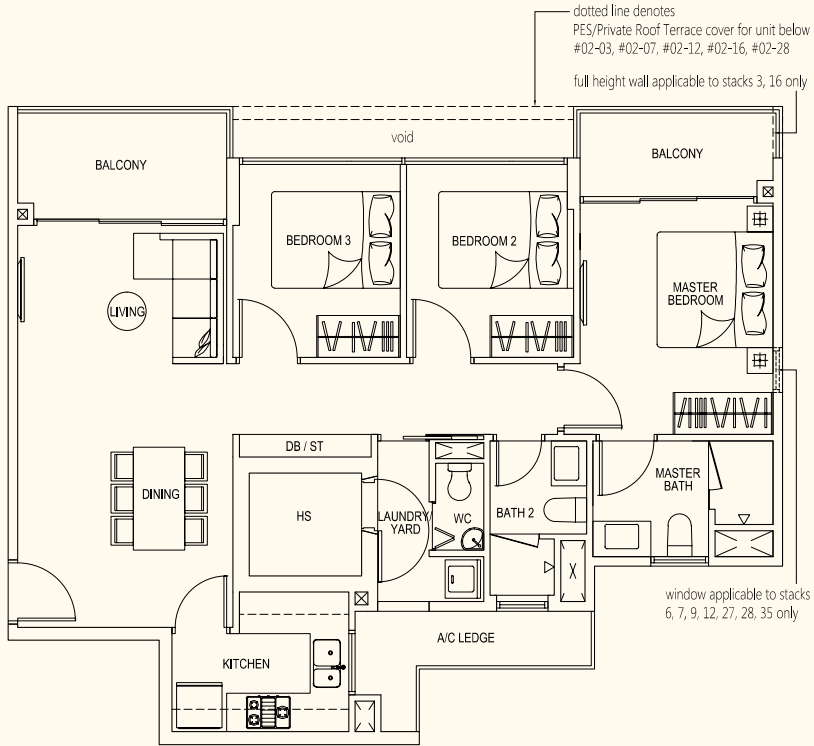 dotted line denotes
PES/Private Roof Terrace cover for unit below
#02-03, #02-07, #02-12, #02-16, #02-28
full height wall applicable to stacks 3, 16 only
void
BALCONY
BALCONY
BEDROOM 3
BEDROOM 2
MASTER
BEDROOM
LIVING
DB / ST
DINING
HS
LAUNDRY/
YARD
WC
BATH 2
MASTER
BATH
window applicable to stacks
6, 7, 9, 12, 27, 28, 35 only
A/C LEDGE
KITCHEN